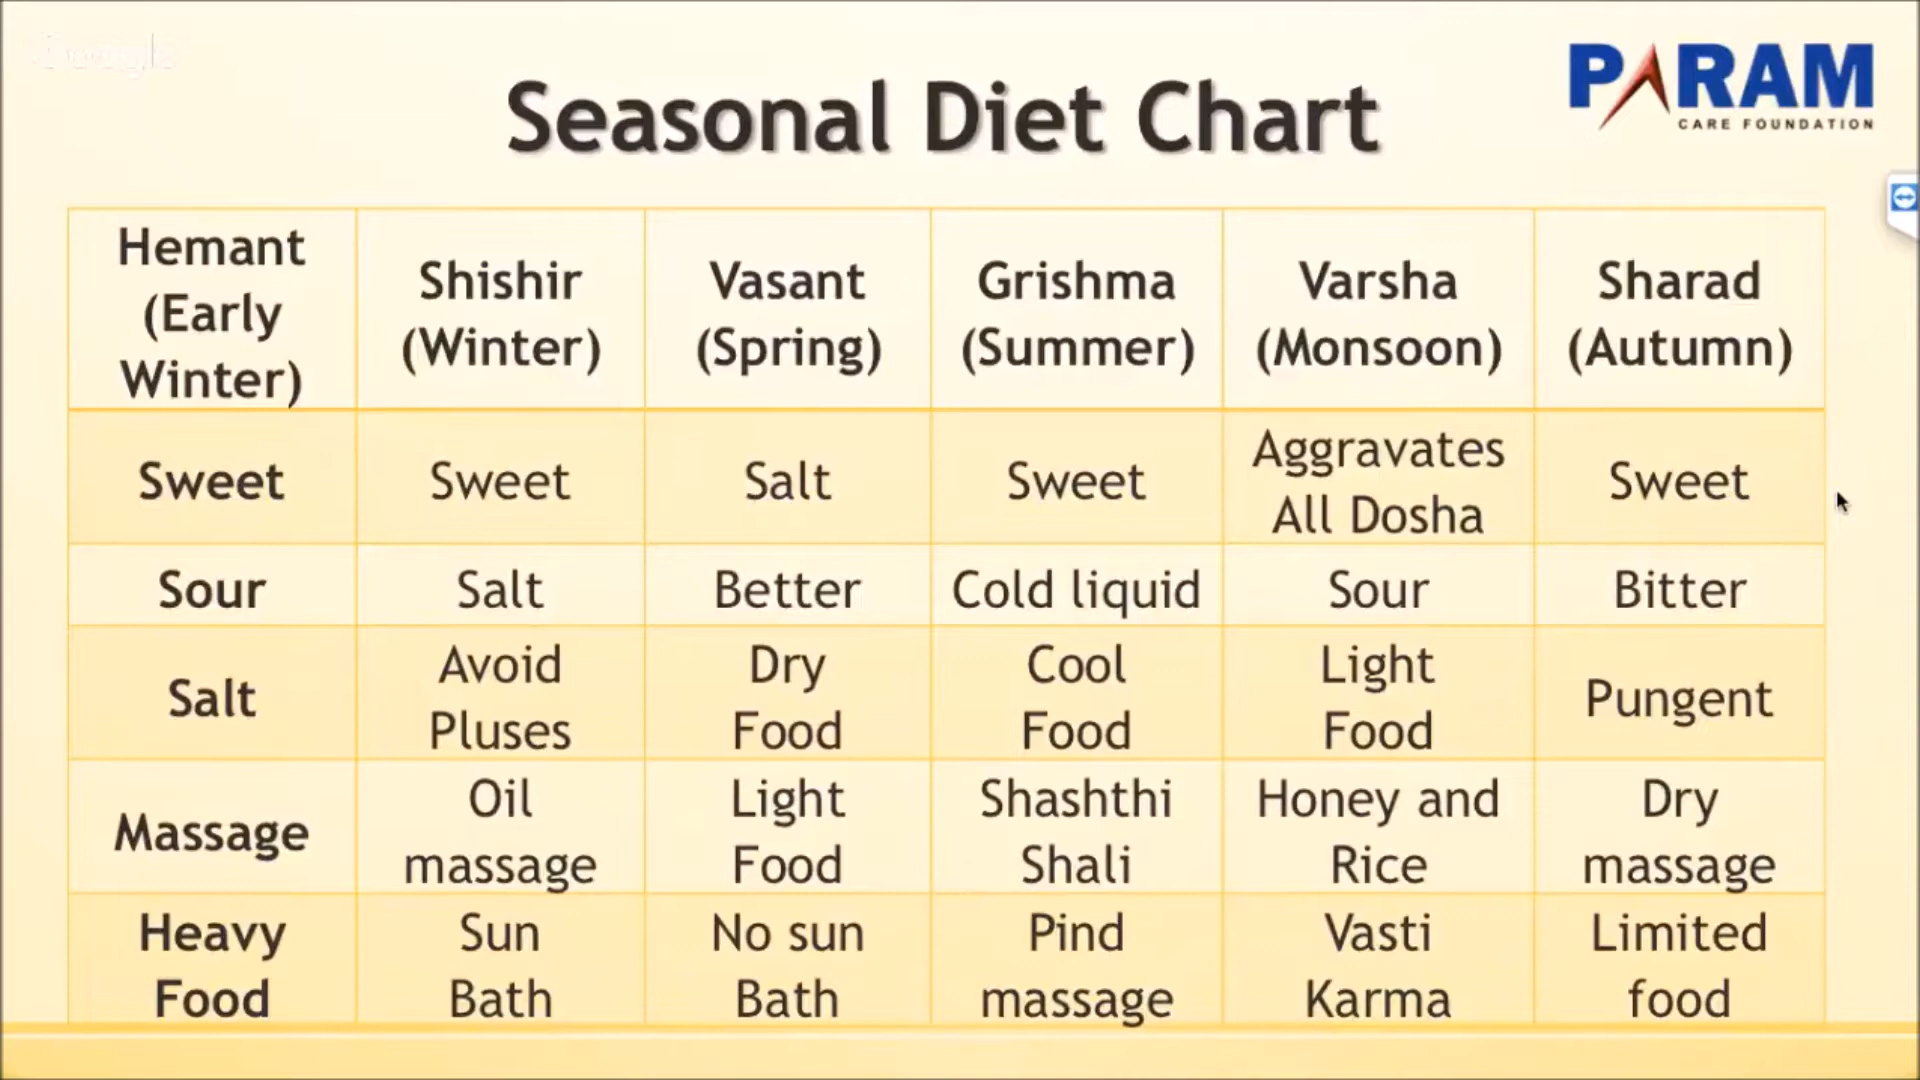 Google
PARAM
CARE FOUNDATION
Seasonal Diet Chart
Hemant (Early Winter) Shishir (Winter) Vasant (Spring) Grishma (Summer) Varsha (Monsoon) Sharad (Autumn)
Sweet Sweet Salt Sweet Aggravates All Dosha Sweet
Sour Salt Better Cold liquid Sour Bitter
Salt Avoid Pluses Dry Food Cool Food Light Food Pungent
Massage Oil massage Light Food Shashthi Shali Honey and Rice Dry massage
Heavy Food Sun Bath No sun Bath Pind massage Vasti Karma Limited food